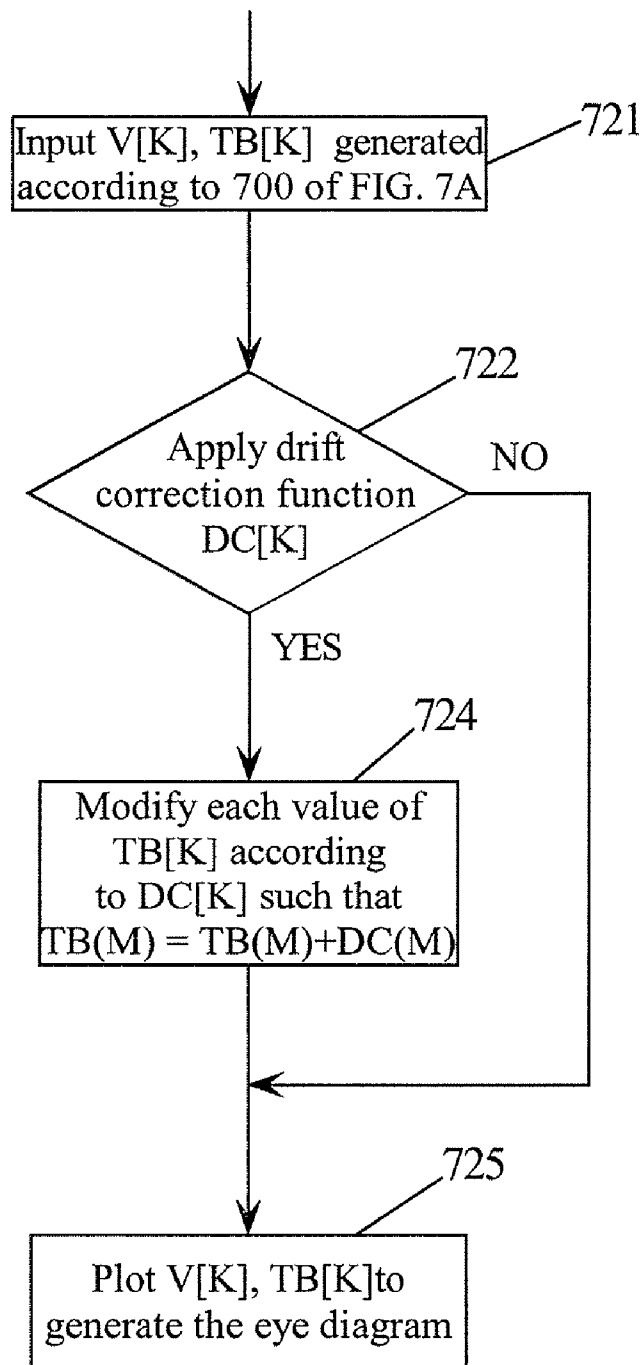 Input V[K], TB[K] generated
according to 700 of FIG. 7A
721
722
Apply drift
correction function
DC[K]
NO
YES
724
Modify each value of
TB[K] according
to DC[K] such that
TB(M) = TB(M)+DC(M)
725
Plot V[K], TB[K]to
generate the eye diagram